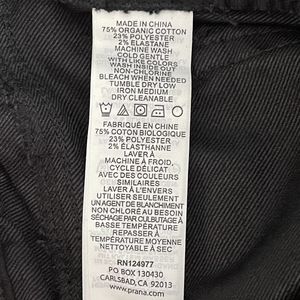 MADE IN CHINA
75% ORGANIC COTTON
23% POLYESTER
2% ELASTANE
MACHINE WASH
COLD GENTLE
WITH LIKE COLORS
WASH INSIDE OUT
NON-CHLORINE
BLEACH WHEN NEEDED
TUMBLE DRY LOW
IRON MEDIUM
DRY CLEANABLE
FABRIQUÉ EN CHINE
75% COTON BIOLOGIQUE
23% POLYESTER
2% ÉLASTHANNE
LAVER À
MACHINE À FROID,
CYCLE DÉLICAT
AVEC DES COULEURS
SIMILAIRES
LAVER À L'ENVERS
UTILISER SEULEMENT
UN AGENT DE BLANCHIMENT
NON CHLORÉ AU BESOIN
SÉCHAGE PAR CULBUTAGE À
BASSE TEMPÉRATURE
REPASSER À
TEMPÉRATURE MOYENNE
NETTOYABLE À SEC
RN124977
PO BOX 130430
CARLSBAD, CA 92013
www.prana.com